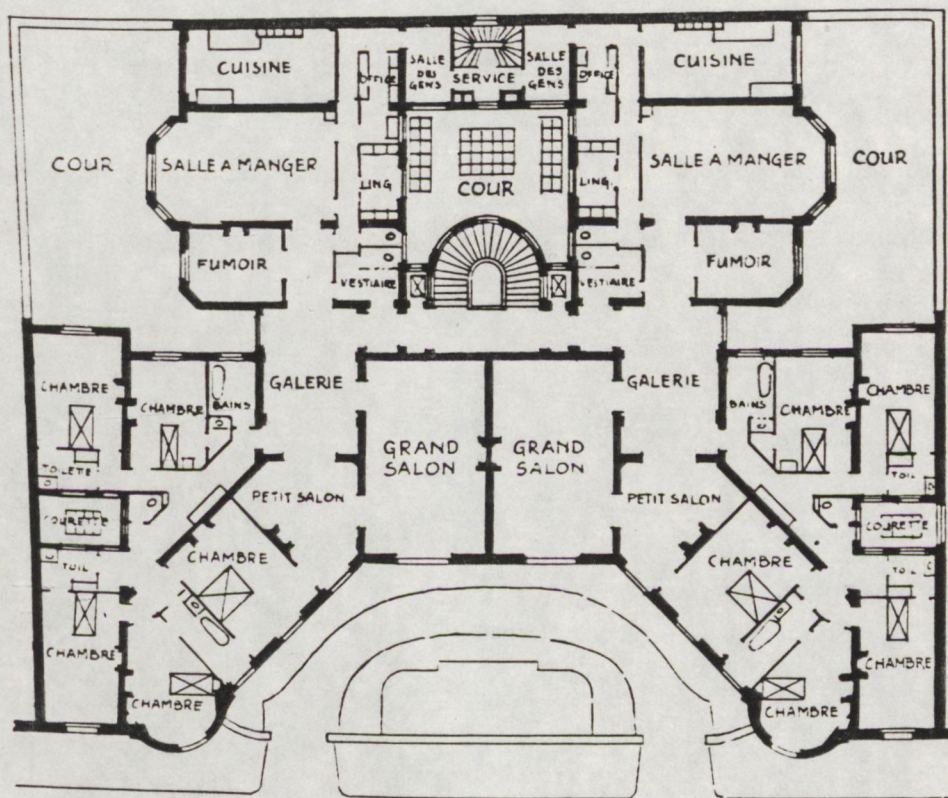 CUISINE
OFFICE
SALLE
DES
GENS
SERVICE
SALLE
DES
GENS
OFFICE
CUISINE
COUR
SALLE A MANGER
LING
COUR
LING
SALLE A MANGER
COUR
FUMOIR
VESTIAIRE
VESTIAIRE
FUMOIR
CHAMBRE
CHAMBRE
BAINS
GALERIE
GRAND
SALON
GRAND
SALON
GALERIE
BAINS
CHAMBRE
CHAMBRE
TOILETTE
PETIT SALON
PETIT SALON
TOIL
COURETTE
COURETTE
TOIL
CHAMBRE
CHAMBRE
TOIL
CHAMBRE
CHAMBRE
CHAMBRE
CHAMBRE